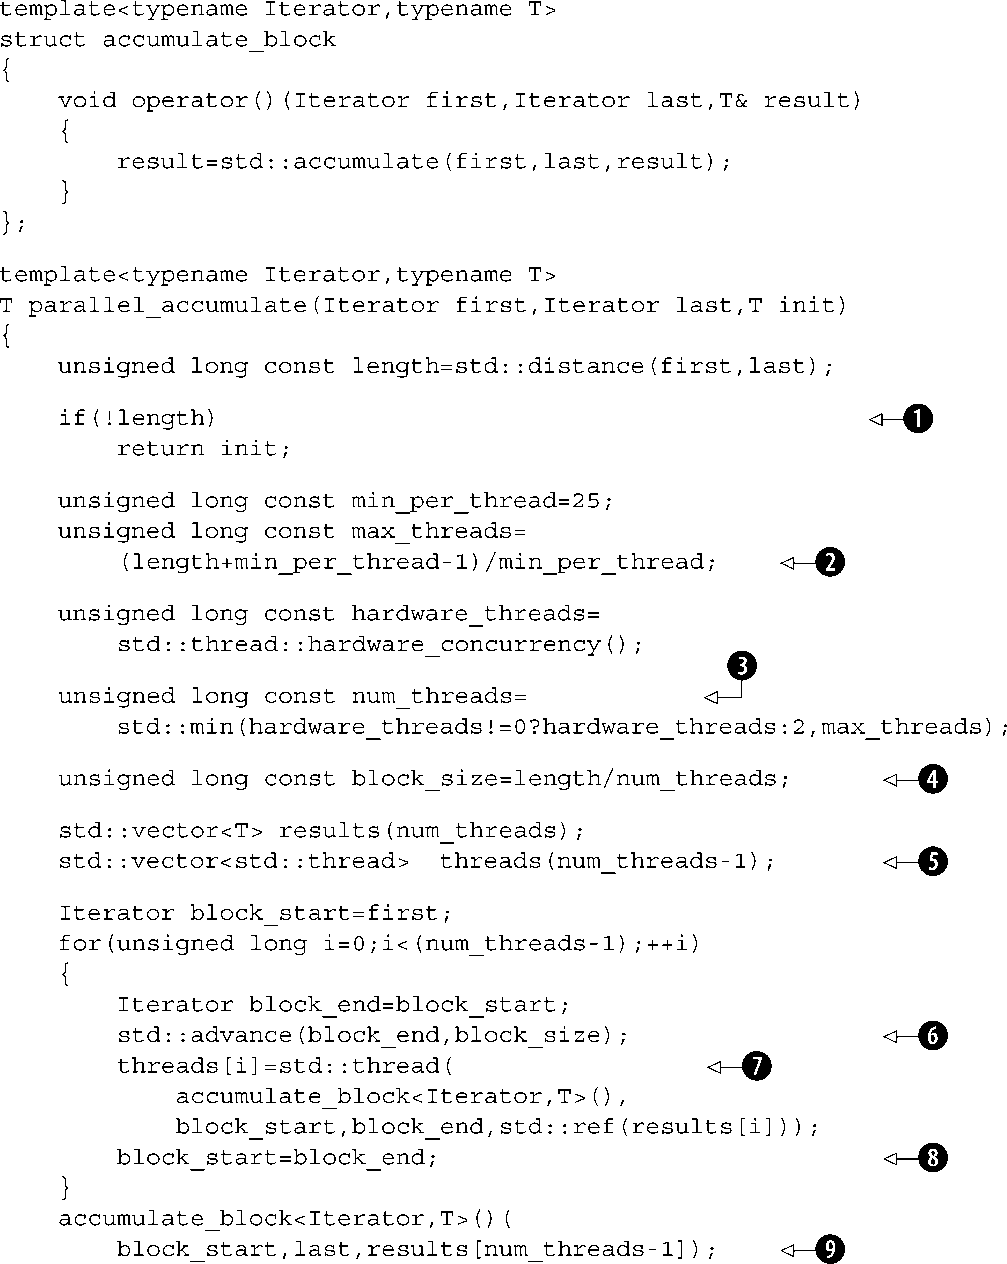 template<typename Iterator,typename T>
struct accumulate_block
{
    void operator()(Iterator first,Iterator last,T& result)
    {
        result=std::accumulate(first,last,result);
    }
};
template<typename Iterator,typename T>
T parallel_accumulate(Iterator first,Iterator last,T init)
{
    unsigned long const length=std::distance(first,last);
    if(!length) 1
        return init;
    unsigned long const min_per_thread=25;
    unsigned long const max_threads=
        (length+min_per_thread-1)/min_per_thread; 2
    unsigned long const hardware_threads=
        std::thread::hardware_concurrency();
    unsigned long const num_threads= 3
        std::min(hardware_threads!=0?hardware_threads:2,max_threads);
    unsigned long const block_size=length/num_threads; 4
    std::vector<T> results(num_threads);
    std::vector<std::thread>  threads(num_threads-1); 5
    Iterator block_start=first;
    for(unsigned long i=0;i<(num_threads-1);++i)
    {
        Iterator block_end=block_start;
        std::advance(block_end,block_size); 6
        threads[i]=std::thread( 7
            accumulate_block<Iterator,T>(),
            block_start,block_end,std::ref(results[i]));
        block_start=block_end; 8
    }
    accumulate_block<Iterator,T>()(
        block_start,last,results[num_threads-1]); 9